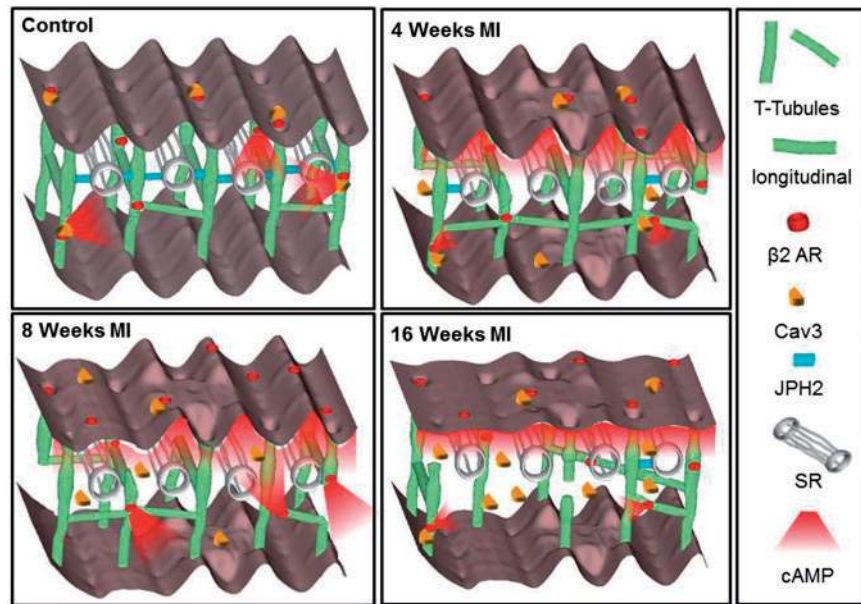 Control
4 Weeks MI
8 Weeks MI
16 Weeks MI
T-Tubules
longitudinal
β2 AR
Cav3
JPH2
SR
cAMP